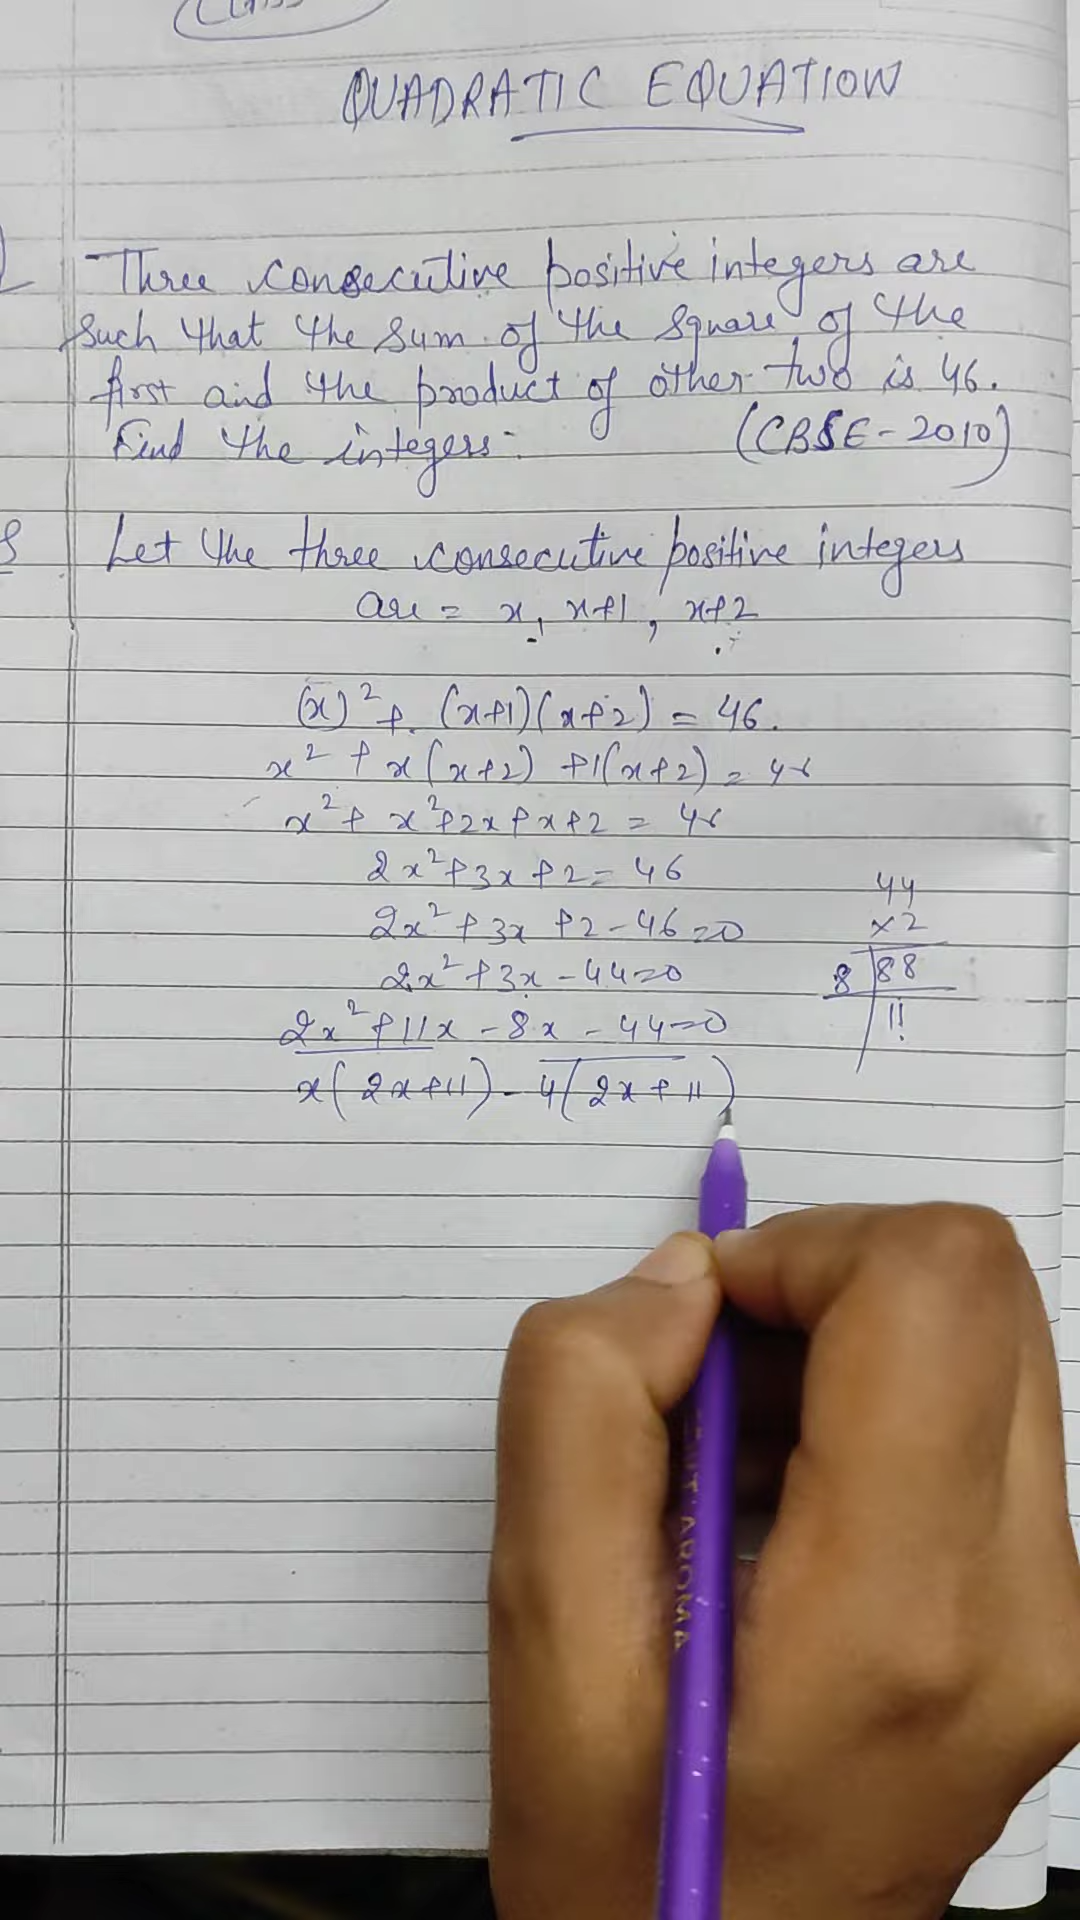 QUADRATIC EQUATION
Three consecutive positive integers are
such that the sum of the square of the
first and the product of other two is 46.
Find the integers. (CBSE-2010)
Let the three consecutive positive integers
are = x, x+1, x+2
(x)² + (x+1)(x+2) = 46.
x² + x(x+2) +1(x+2) = 46
x² + x²+2x+x+2 = 46
2x²+3x+2 = 46
2x²+3x+2-46=0
2x²+3x-44=0
2x²+11x-8x-44=0
x(2x+11)-4(2x+11)
44
×2
8 88
11
AROMA